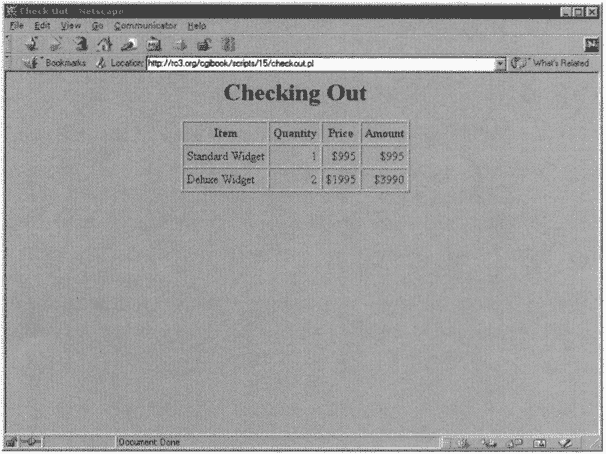 Check Out - Netscape
File Edit View Go Communicator Help
Bookmarks Location: http://rc3.org/cgibook/scripts/15/checkout.pl What's Related
Checking Out
Item Quantity Price Amount
Standard Widget 1 $995 $995
Deluxe Widget 2 $1995 $3990
Document: Done